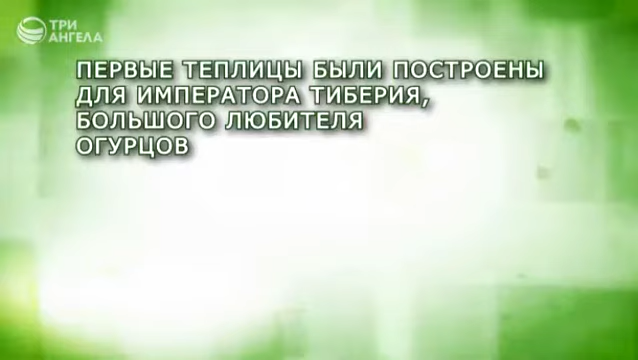 ТРИ
АНГЕЛА
ПЕРВЫЕ ТЕПЛИЦЫ БЫЛИ ПОСТРОЕНЫ
ДЛЯ ИМПЕРАТОРА ТИБЕРИЯ,
БОЛЬШОГО ЛЮБИТЕЛЯ
ОГУРЦОВ